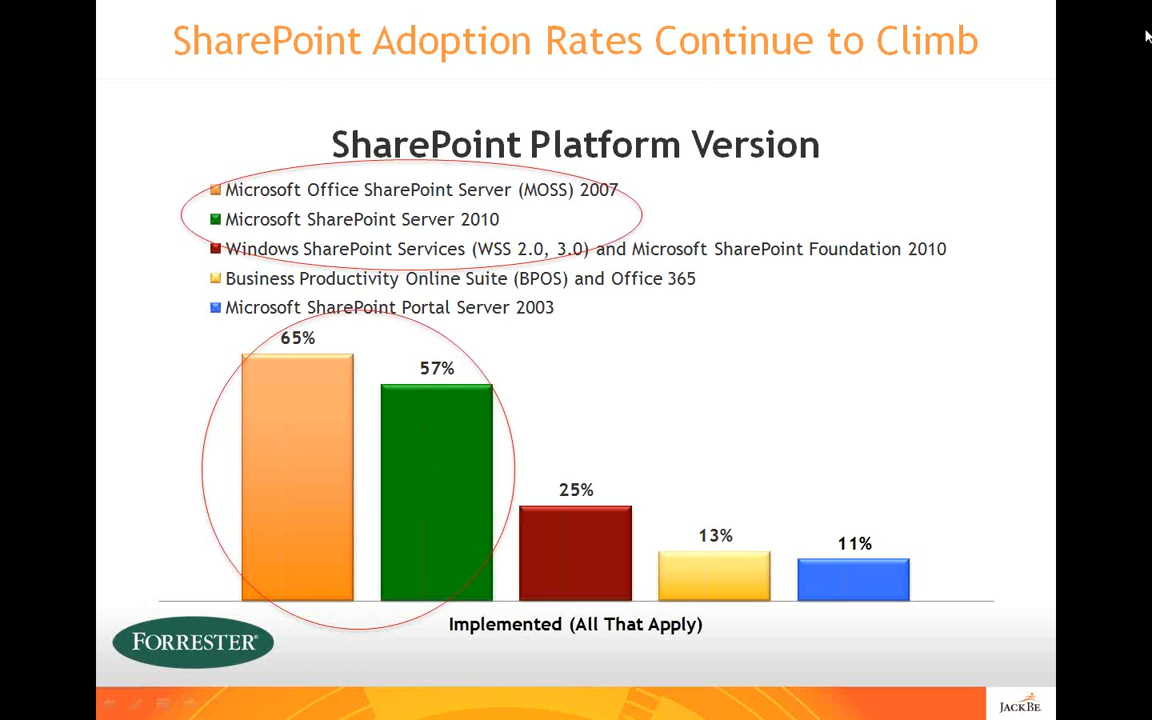 SharePoint Adoption Rates Continue to Climb
SharePoint Platform Version
Microsoft Office SharePoint Server (MOSS) 2007
Microsoft SharePoint Server 2010
Windows SharePoint Services (WSS 2.0, 3.0) and Microsoft SharePoint Foundation 2010
Business Productivity Online Suite (BPOS) and Office 365
Microsoft SharePoint Portal Server 2003
65%
57%
25%
13%
11%
Implemented (All That Apply)
FORRESTER®
JACKBE